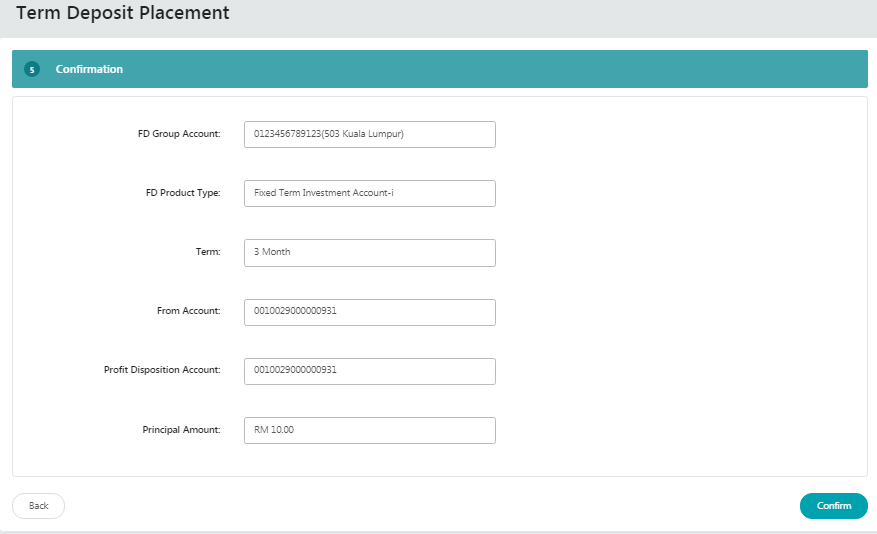 Term Deposit Placement
5 Confirmation
FD Group Account: 0123456789123(503 Kuala Lumpur)
FD Product Type: Fixed Term Investment Account-i
Term: 3 Month
From Account: 0010029000000931
Profit Disposition Account: 0010029000000931
Principal Amount: RM 10.00
Back Confirm